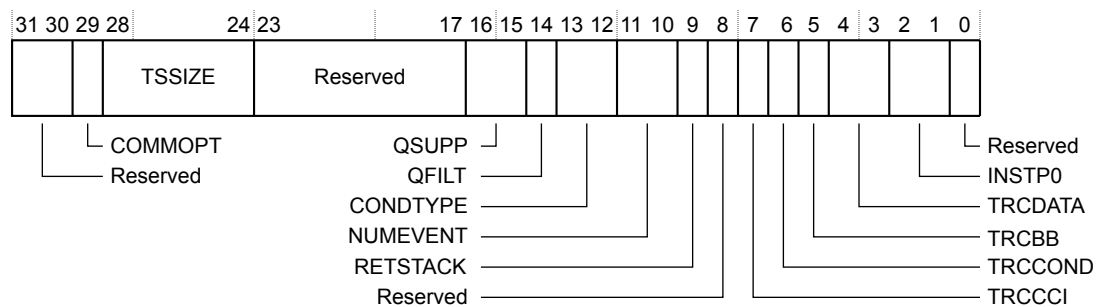 31 30 29 28 24 23 17 16 15 14 13 12 11 10 9 8 7 6 5 4 3 2 1 0
TSSIZE Reserved
COMMOPT QSUPP Reserved
Reserved QFILT INSTP0
CONDTYPE TRCDATA
NUMEVENT TRCBB
RETSTACK TRCCOND
Reserved TRCCCI